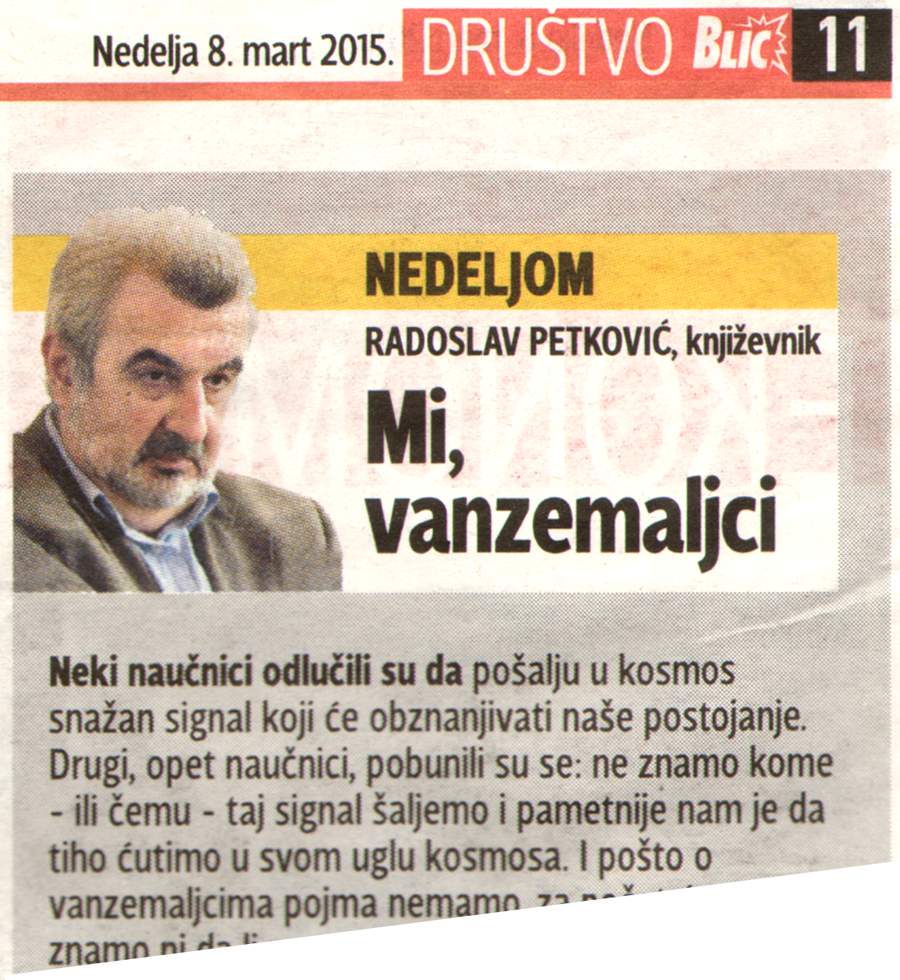 Nedelja 8. mart 2015. DRUŠTVO BLIC 11
NEDELJOM
RADOSLAV PETKOVIĆ, književnik
Mi,
vanzemaljci
Neki naučnici odlučili su da pošalju u kosmos
snažan signal koji će obznanjivati naše postojanje.
Drugi, opet naučnici, pobunili su se: ne znamo kome
- ili čemu - taj signal šaljemo i pametnije nam je da
tiho ćutimo u svom uglu kosmosa. I pošto o
vanzemaljcima pojma nemamo, za
znamo ni da li